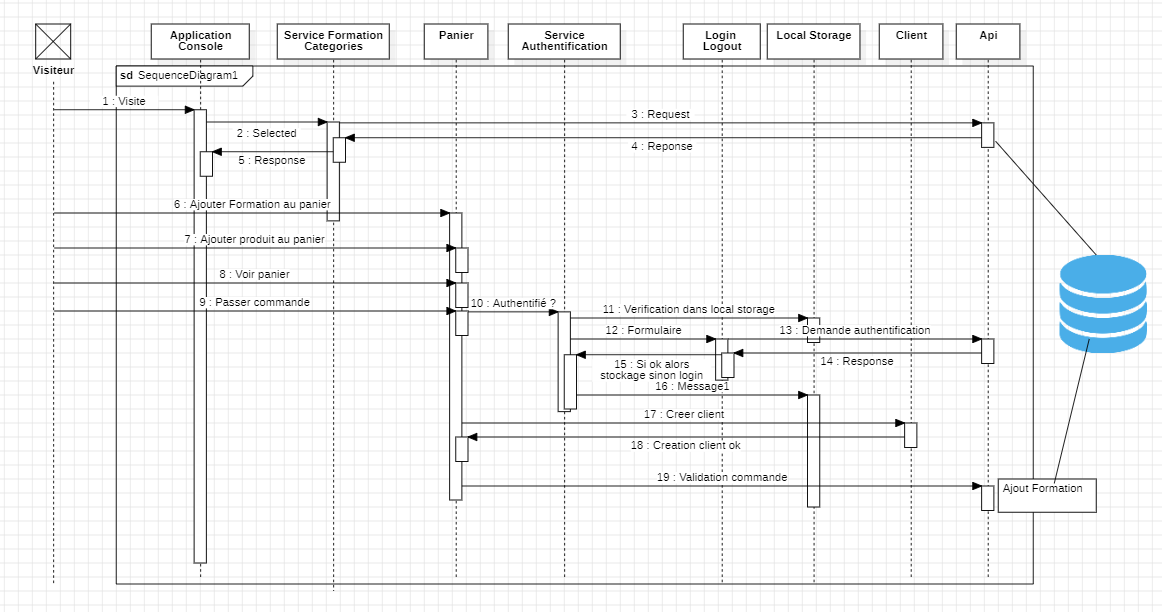 Visiteur
Application
Console
Service Formation
Categories
Panier
Service
Authentification
Login
Logout
Local Storage
Client
Api
sd SequenceDiagram1
1 : Visite
2 : Selected
3 : Request
4 : Reponse
5 : Response
6 : Ajouter Formation au panier
7 : Ajouter produit au panier
8 : Voir panier
9 : Passer commande
10 : Authentifié ?
11 : Verification dans local storage
12 : Formulaire
13 : Demande authentification
14 : Response
15 : Si ok alors
stockage sinon login
16 : Message1
17 : Creer client
18 : Creation client ok
19 : Validation commande
Ajout Formation